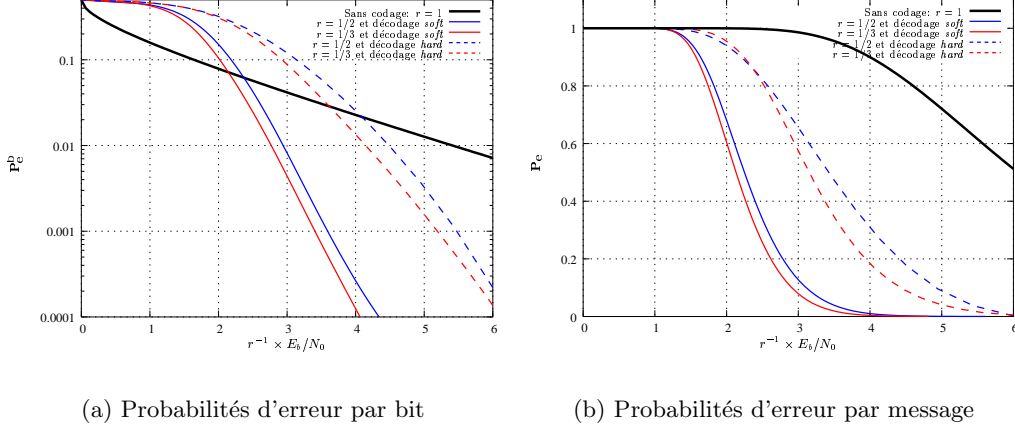 Sans codage: r = 1
r = 1/2 et décodage soft
r = 1/3 et décodage soft
r = 1/2 et décodage hard
r = 1/3 et décodage hard
0.1
0.01
0.001
0.0001
P_e^b
0 1 2 3 4 5 6
r⁻¹ × E_b/N_0
(a) Probabilités d'erreur par bit
Sans codage: r = 1
r = 1/2 et décodage soft
r = 1/3 et décodage soft
r = 1/2 et décodage hard
r = 1/3 et décodage hard
1
0.8
0.6
0.4
0.2
0
P_e
0 1 2 3 4 5 6
r⁻¹ × E_b/N_0
(b) Probabilités d'erreur par message